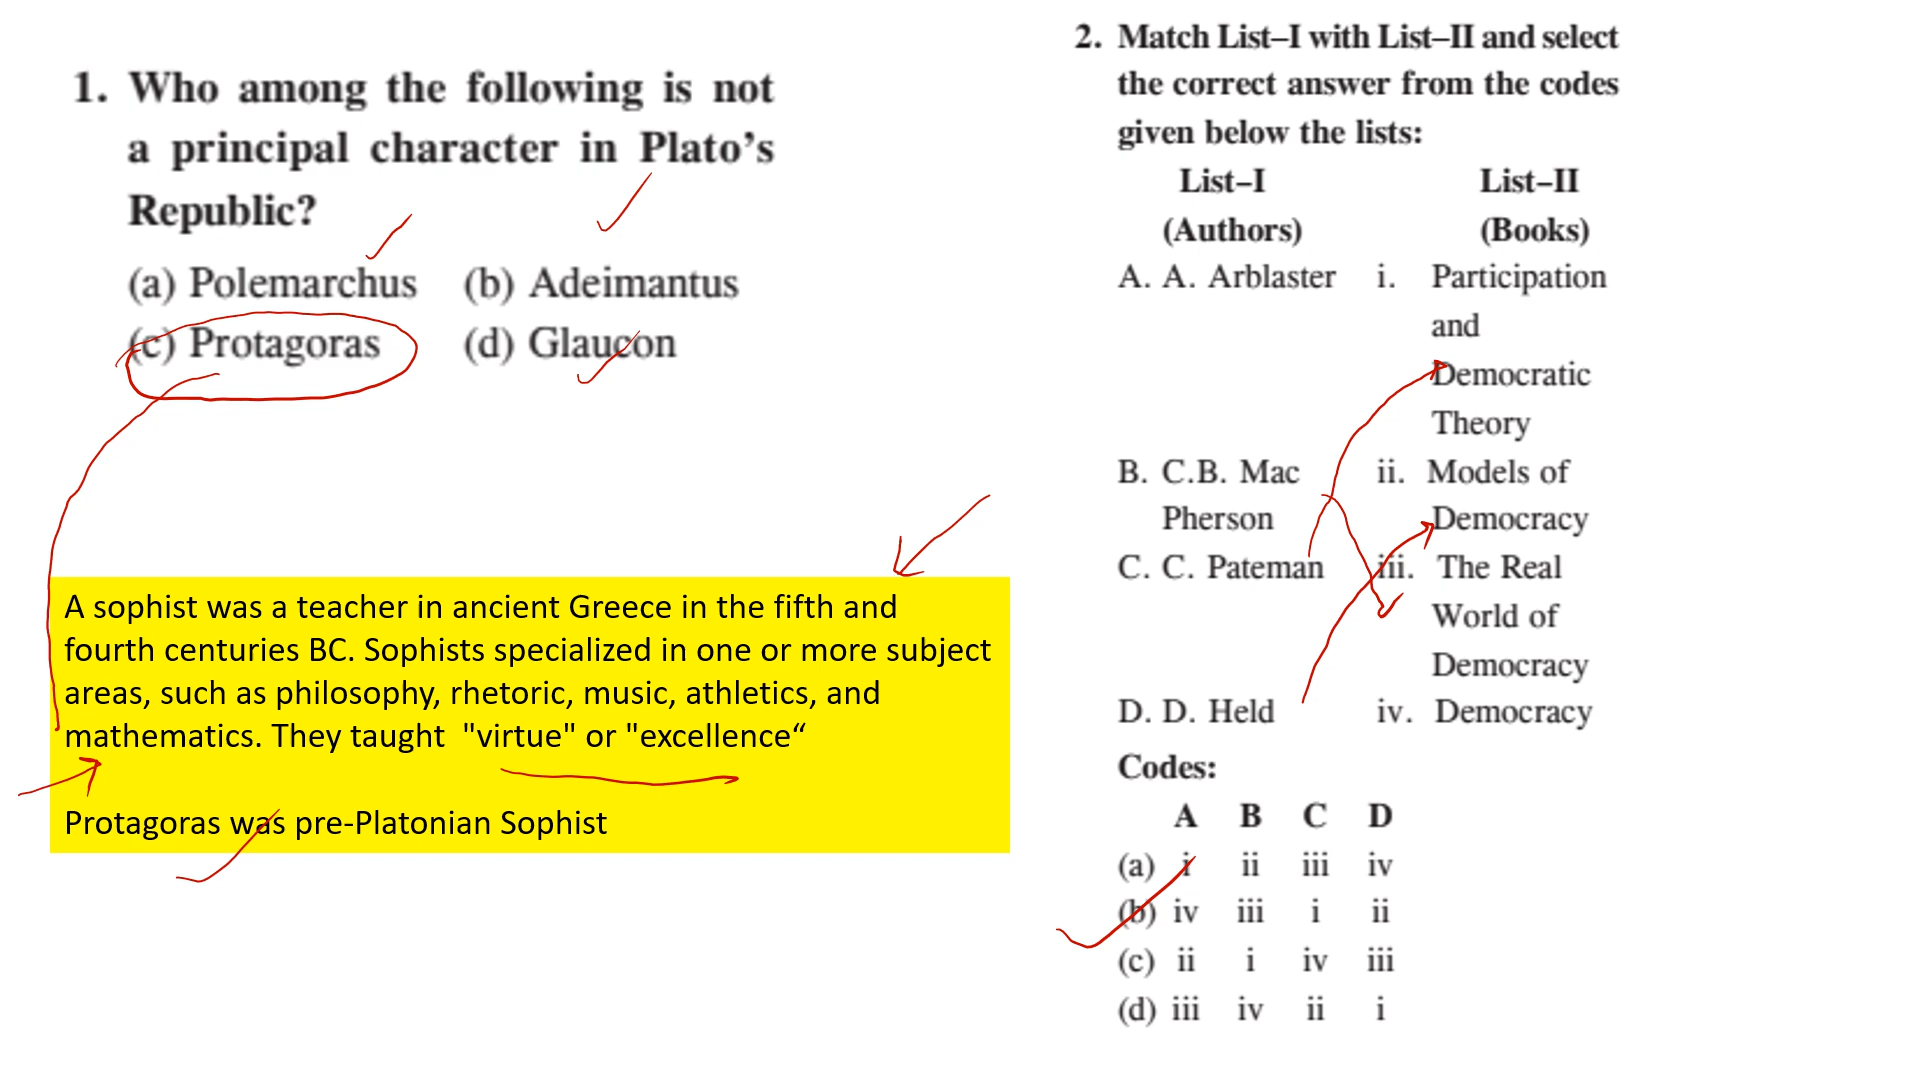 1. Who among the following is not
a principal character in Plato's
Republic?
(a) Polemarchus (b) Adeimantus
(c) Protagoras (d) Glaucon
A sophist was a teacher in ancient Greece in the fifth and
fourth centuries BC. Sophists specialized in one or more subject
areas, such as philosophy, rhetoric, music, athletics, and
mathematics. They taught "virtue" or "excellence“
Protagoras was pre-Platonian Sophist
2. Match List–I with List–II and select
the correct answer from the codes
given below the lists:
List–I List–II
(Authors) (Books)
A. A. Arblaster i. Participation
and
Democratic
Theory
B. C.B. Mac ii. Models of
Pherson Democracy
C. C. Pateman iii. The Real
World of
Democracy
D. D. Held iv. Democracy
Codes:
A B C D
(a) i ii iii iv
(b) iv iii i ii
(c) ii i iv iii
(d) iii iv ii i